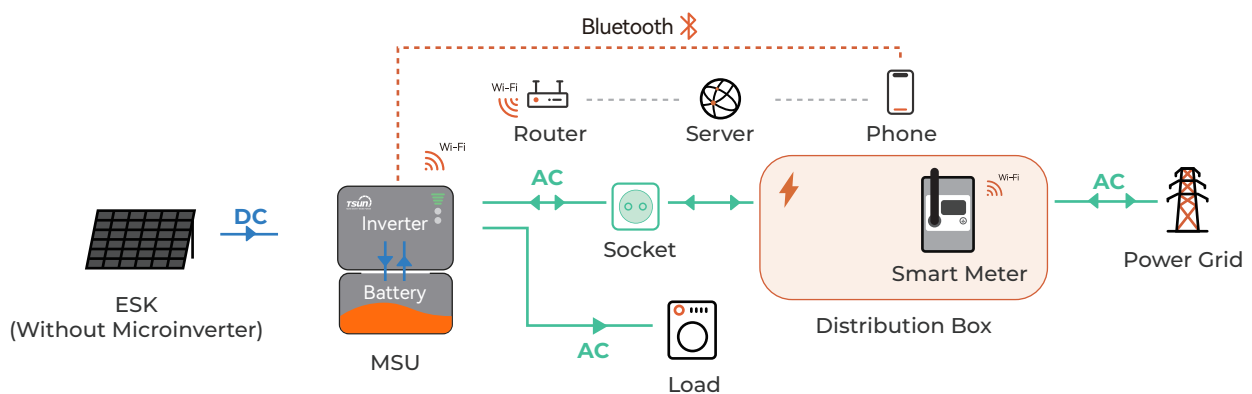 Bluetooth
Wi-Fi
Router
Server
Phone
Wi-Fi
AC
Wi-Fi
AC
TSUN
DC
Inverter
Socket
Smart Meter
Power Grid
Battery
ESK
(Without Microinverter)
Distribution Box
AC
MSU
Load